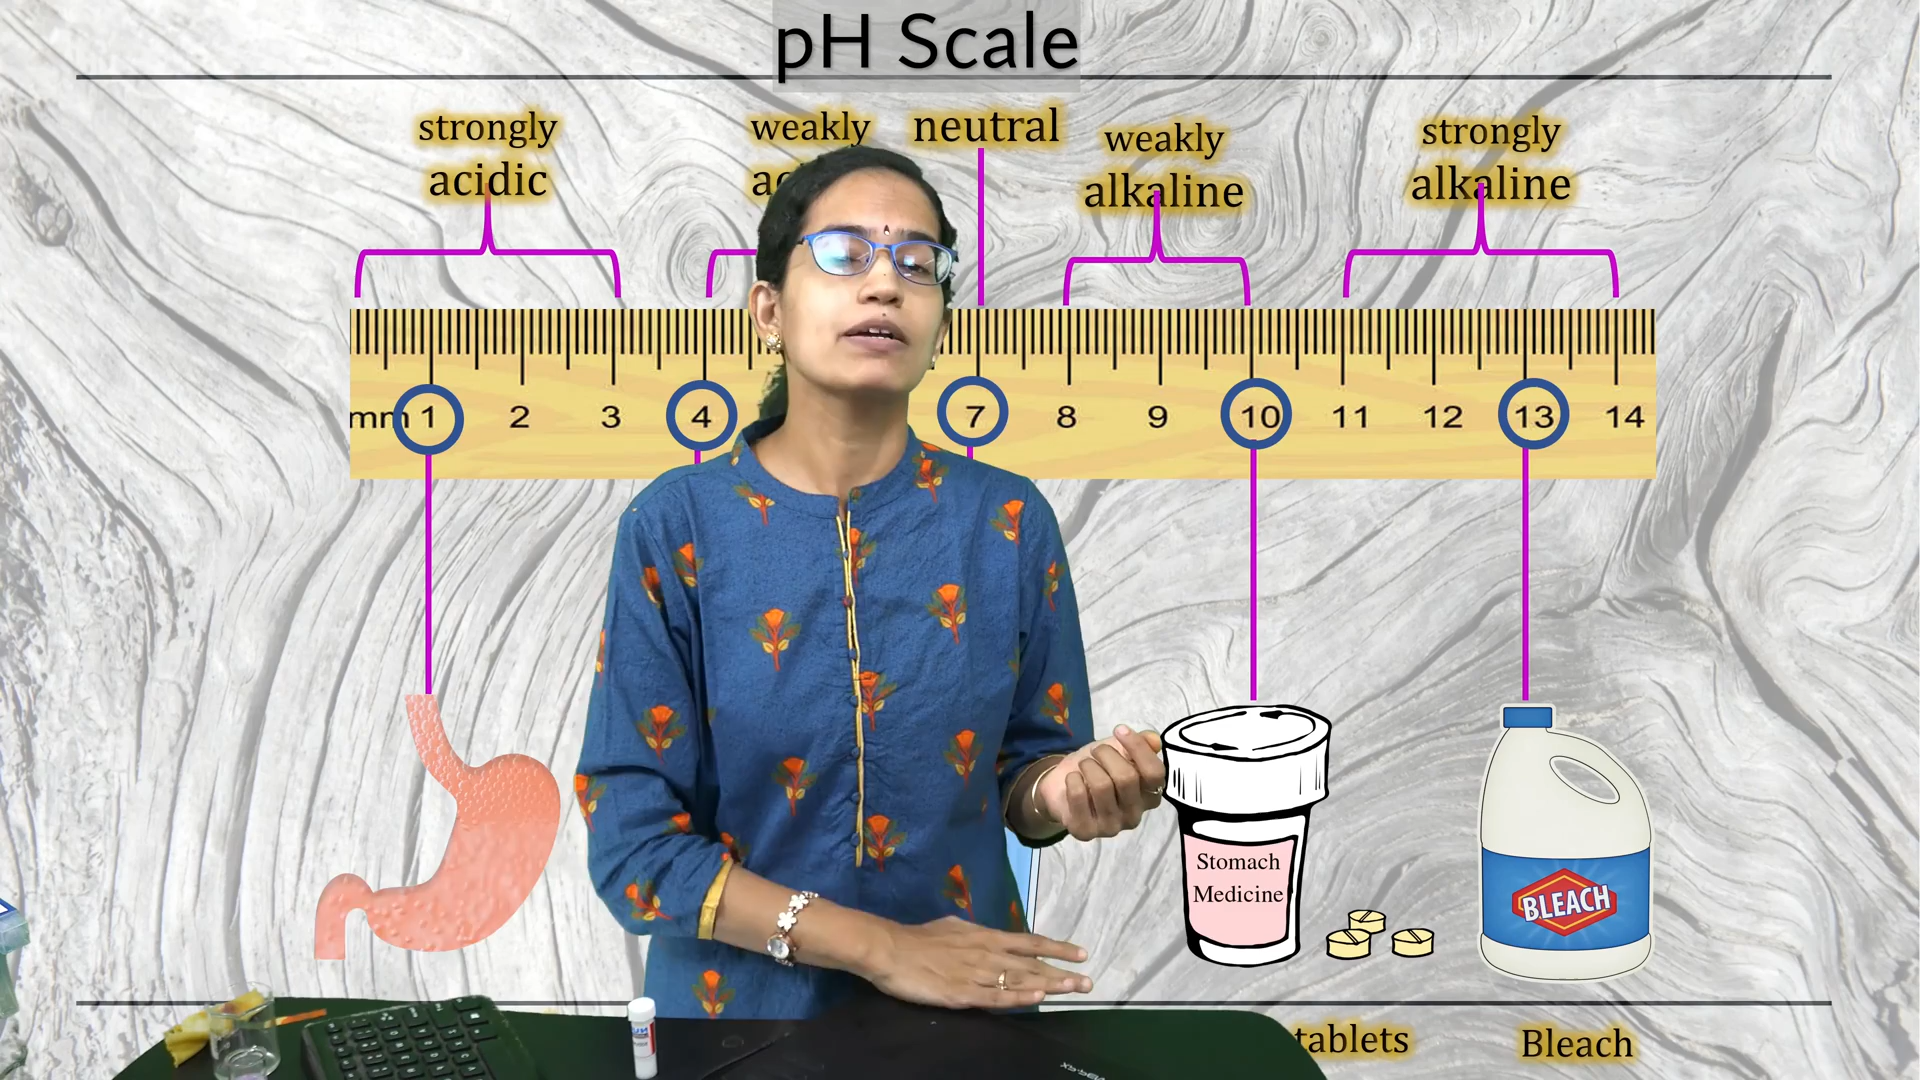 pH Scale
strongly
acidic
weakly
neutral
weakly
alkaline
strongly
alkaline
mm 1 2 3 4 7 8 9 10 11 12 13 14
Stomach
Medicine
BLEACH
tablets
Bleach